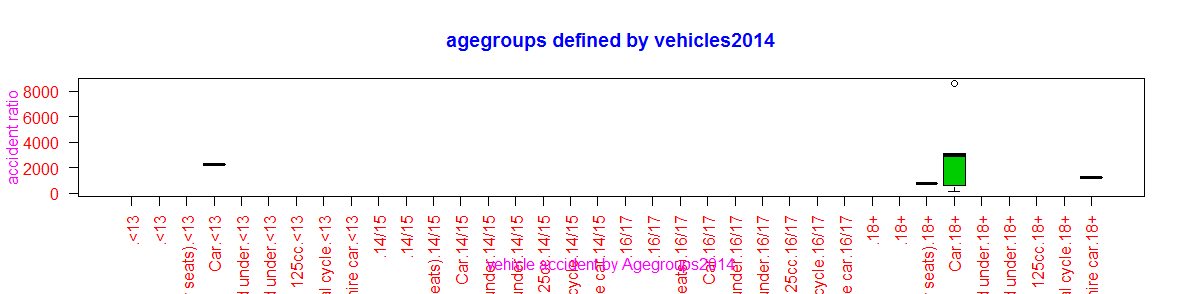 agegroups defined by vehicles2014
accident ratio
8000
6000
4000
2000
0
.<13
.<13
seats).<13
Car.<13
under.<13
under.<13
125cc.<13
cycle.<13
hire car.<13
.14/15
.14/15
eats).14/15
Car.14/15
under.14/15
under.14/15
25cc.14/15
cycle.14/15
e car.14/15
.16/17
.16/17
eats).16/17
Car.16/17
under.16/17
under.16/17
25cc.16/17
cycle.16/17
e car.16/17
.18+
.18+
seats).18+
Car.18+
d under.18+
d under.18+
125cc.18+
al cycle.18+
hire car.18+
vehicle accident by Agegroups2014